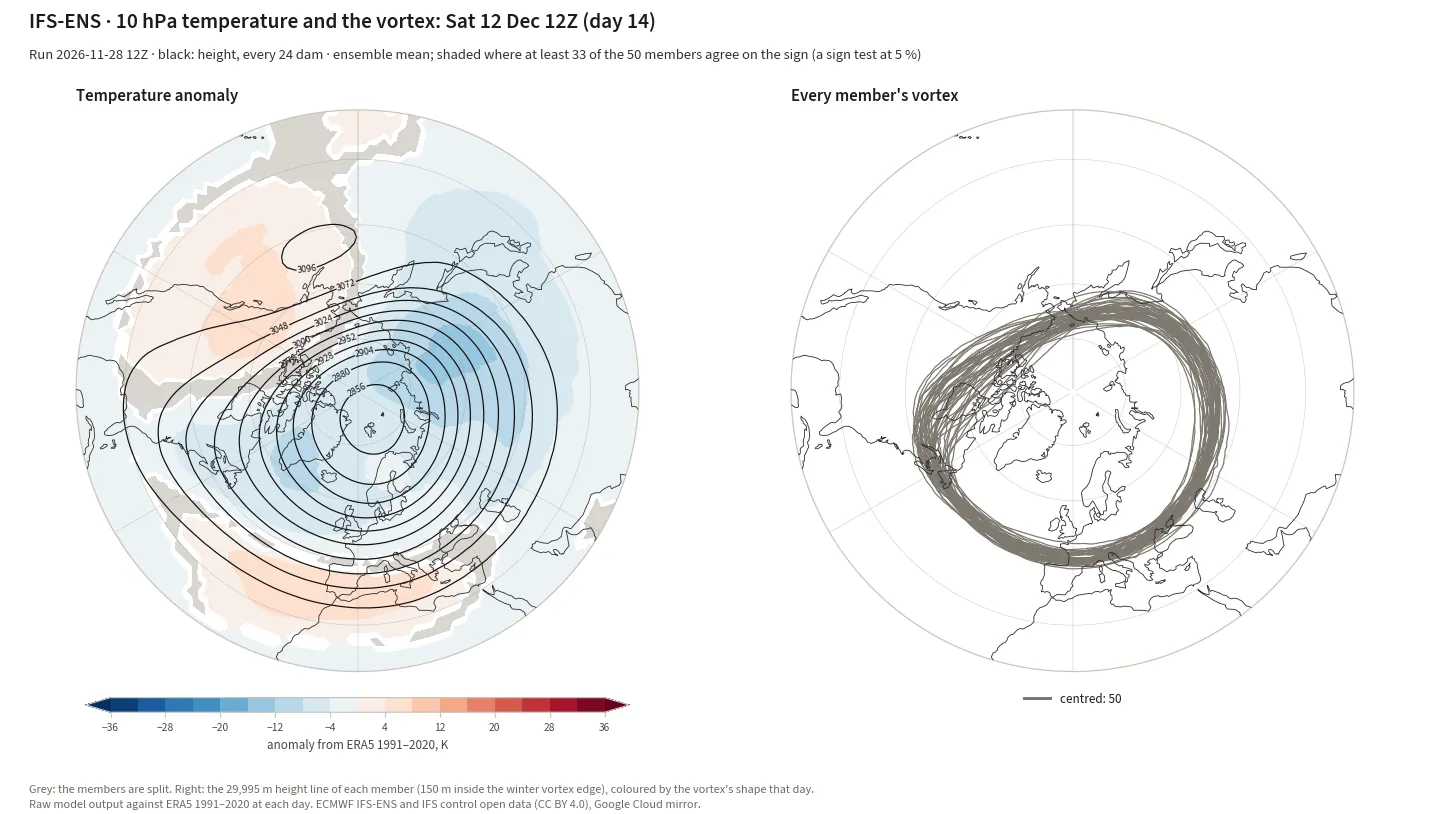 IFS-ENS · 10 hPa temperature and the vortex: Sat 12 Dec 12Z (day 14)
Run 2026-11-28 12Z · black: height, every 24 dam · ensemble mean; shaded where at least 33 of the 50 members agree on the sign (a sign test at 5 %)
Temperature anomaly
Every member's vortex
3096
3072
3048
3024
3000
2952
2928
2904
2880
2856
centred: 50
−36 −28 −20 −12 −4 4 12 20 28 36
anomaly from ERA5 1991–2020, K
Grey: the members are split. Right: the 29,995 m height line of each member (150 m inside the winter vortex edge), coloured by the vortex's shape that day.
Raw model output against ERA5 1991–2020 at each day. ECMWF IFS-ENS and IFS control open data (CC BY 4.0), Google Cloud mirror.